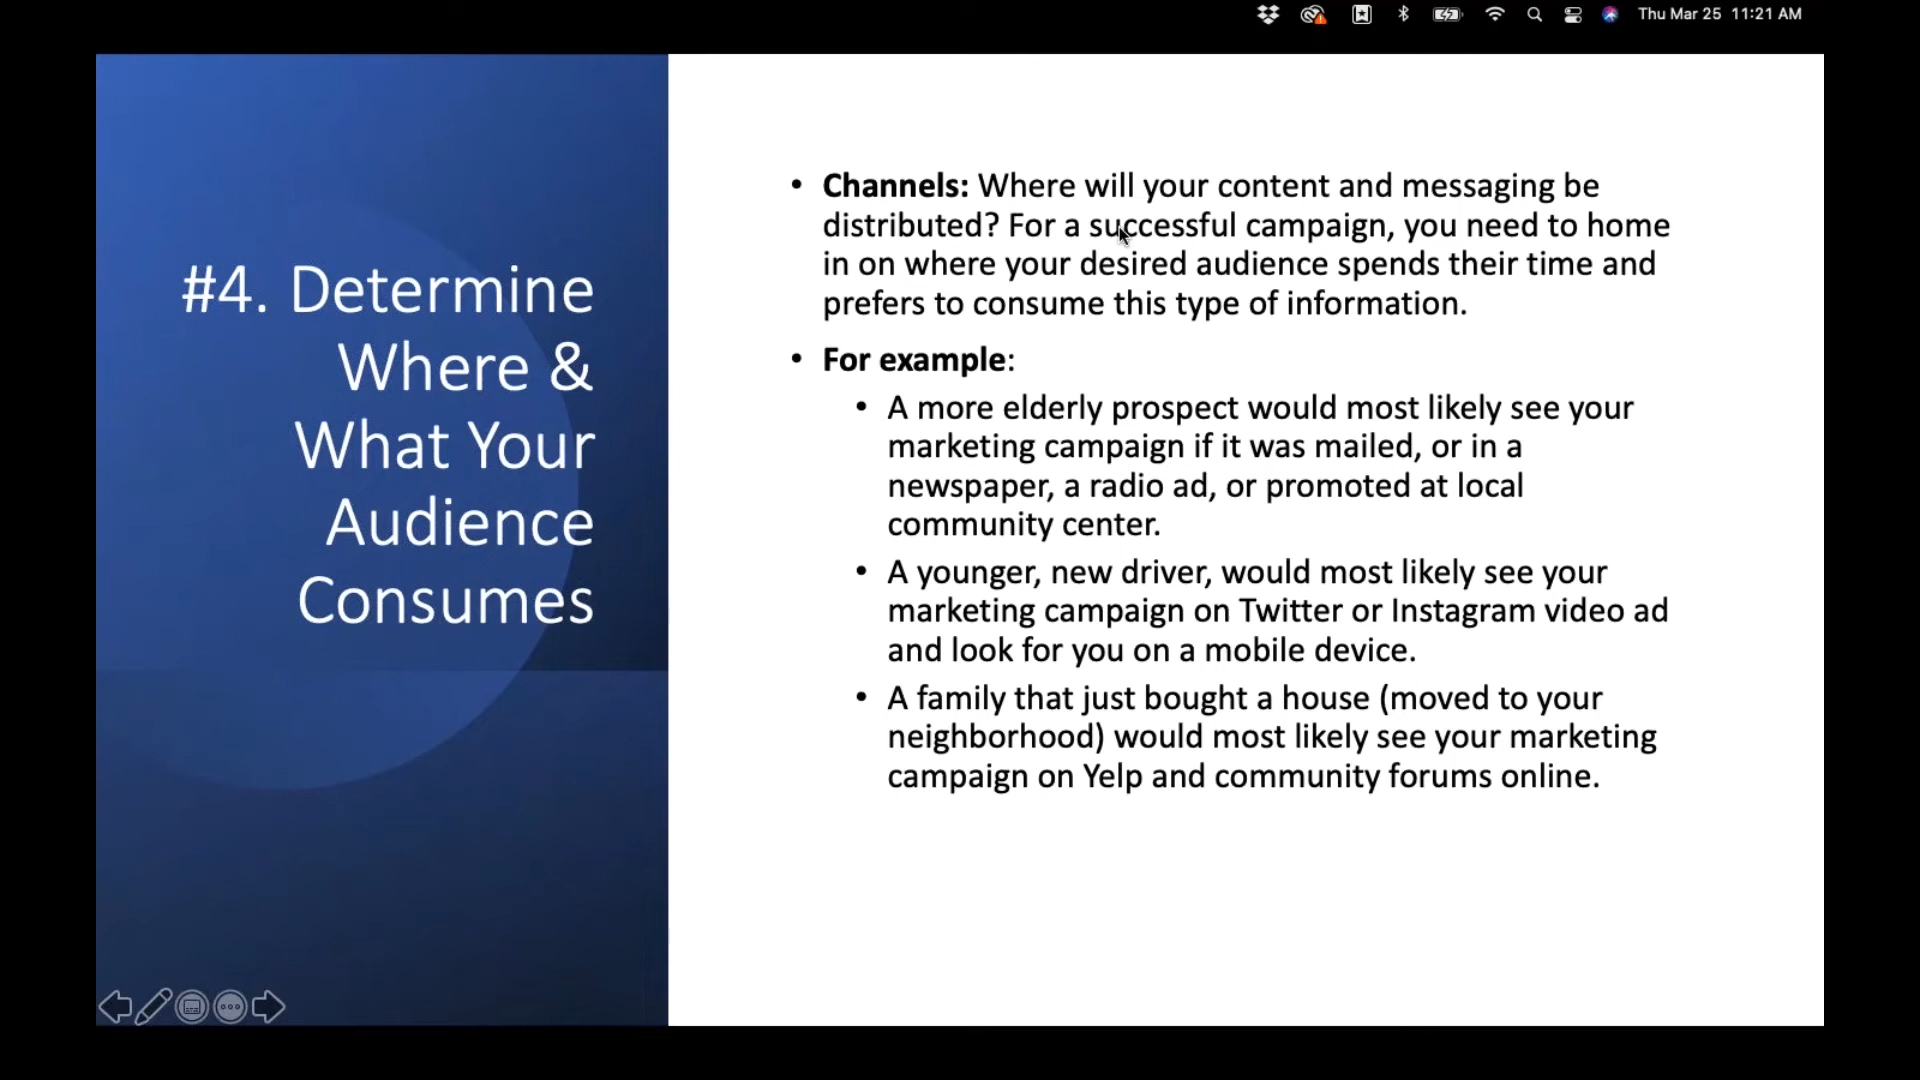 Thu Mar 25 11:21 AM
#4. Determine
Where &
What Your
Audience
Consumes
• Channels: Where will your content and messaging be
distributed? For a successful campaign, you need to home
in on where your desired audience spends their time and
prefers to consume this type of information.
• For example:
• A more elderly prospect would most likely see your
marketing campaign if it was mailed, or in a
newspaper, a radio ad, or promoted at local
community center.
• A younger, new driver, would most likely see your
marketing campaign on Twitter or Instagram video ad
and look for you on a mobile device.
• A family that just bought a house (moved to your
neighborhood) would most likely see your marketing
campaign on Yelp and community forums online.